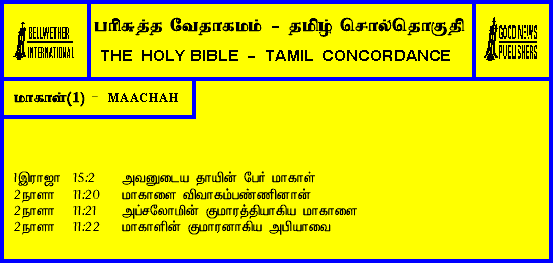 BELLWETHER
INTERNATIONAL
பரிசுத்த வேதாகமம் - தமிழ் சொல்தொகுதி
THE HOLY BIBLE - TAMIL CONCORDANCE
GOOD NEWS
PUBLISHERS
மாகாள்(1) - MAACHAH
1இராஜா 15:2 அவனுடைய தாயின் பேர் மாகாள்
2நாளா 11:20 மாகாளை விவாகம்பண்ணினான்
2நாளா 11:21 அப்சலோமின் குமாரத்தியாகிய மாகாளை
2நாளா 11:22 மாகாளின் குமாரனாகிய அபியாவை